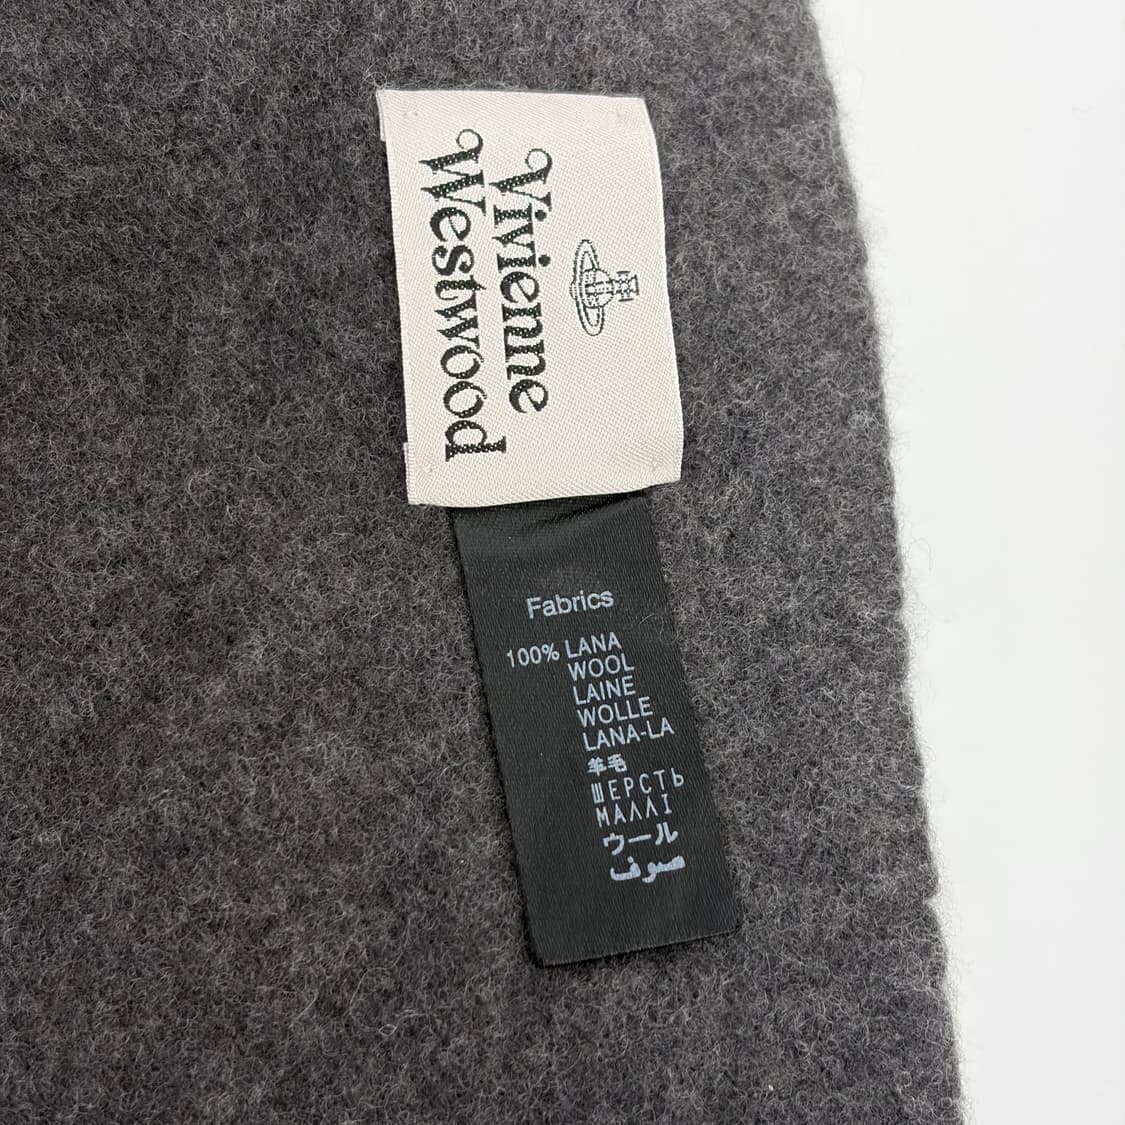 Vivienne
Westwood
Fabrics
100% LANA
WOOL
LAINE
WOLLE
LANA-LA
羊毛
ШЕРСТЬ
ΜΑΛΛΙ
ウール
صوف